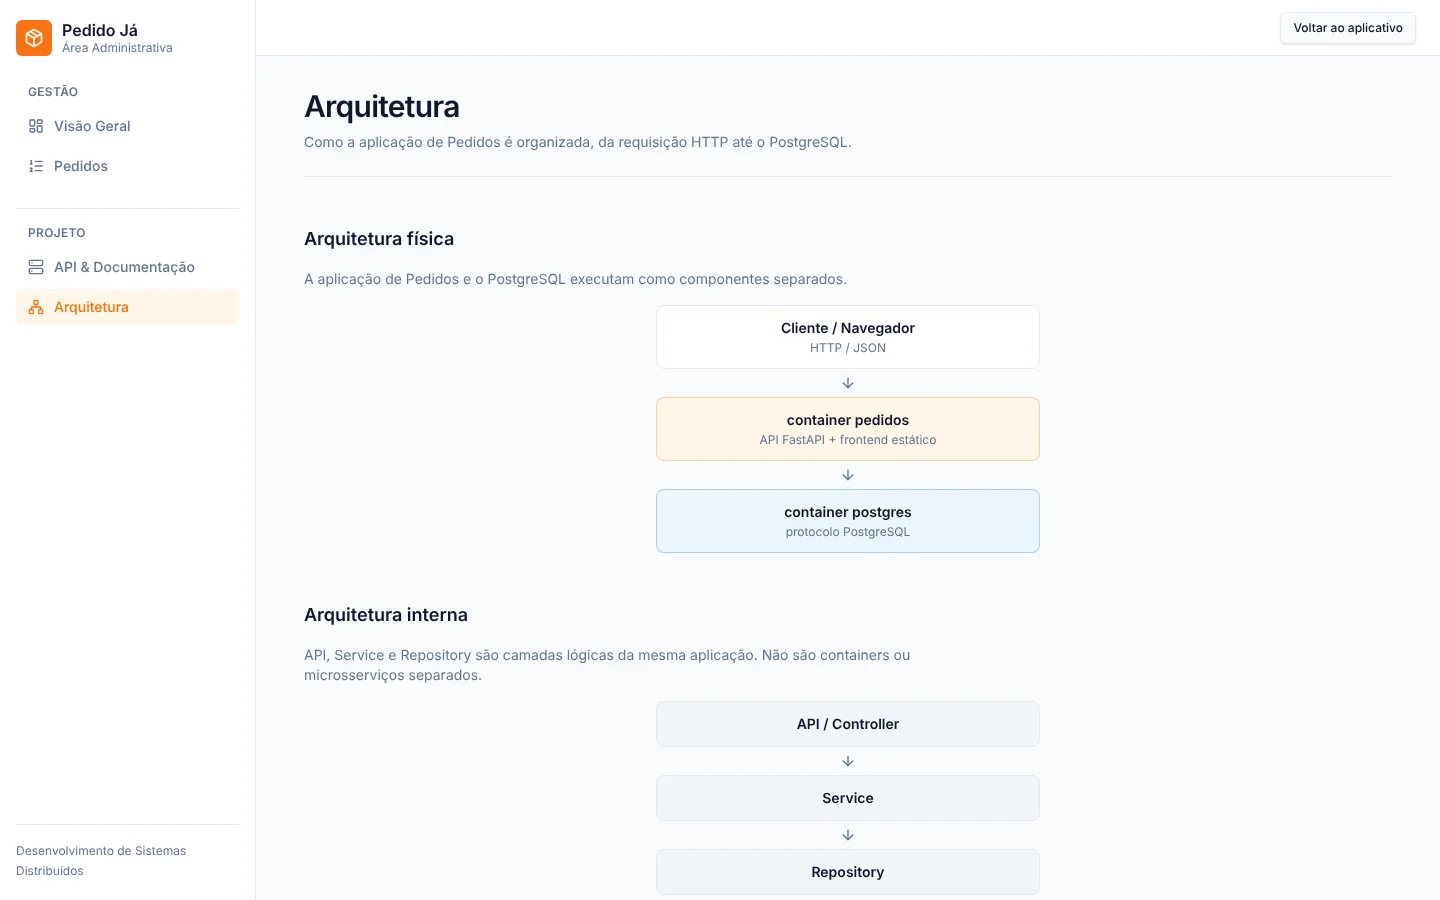 Pedido Já
Área Administrativa
GESTÃO
Visão Geral
Pedidos
PROJETO
API & Documentação
Arquitetura
Desenvolvimento de Sistemas
Distribuídos
Voltar ao aplicativo
Arquitetura
Como a aplicação de Pedidos é organizada, da requisição HTTP até o PostgreSQL.
Arquitetura física
A aplicação de Pedidos e o PostgreSQL executam como componentes separados.
Cliente / Navegador
HTTP / JSON
container pedidos
API FastAPI + frontend estático
container postgres
protocolo PostgreSQL
Arquitetura interna
API, Service e Repository são camadas lógicas da mesma aplicação. Não são containers ou
microsserviços separados.
API / Controller
Service
Repository